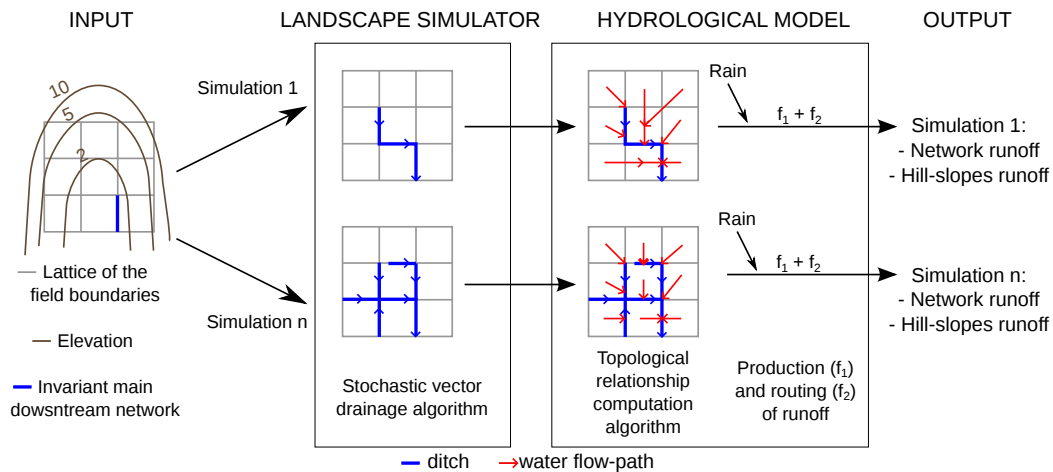 INPUT
LANDSCAPE SIMULATOR
HYDROLOGICAL MODEL
OUTPUT
10
5
2
Simulation 1
Simulation n
Lattice of the
field boundaries
Elevation
Invariant main
dowsntream network
Stochastic vector
drainage algorithm
Rain
f₁ + f₂
Rain
f₁ + f₂
Topological
relationship
computation
algorithm
Production (f₁)
and routing (f₂)
of runoff
Simulation 1:
- Network runoff
- Hill-slopes runoff
Simulation n:
- Network runoff
- Hill-slopes runoff
ditch
water flow-path